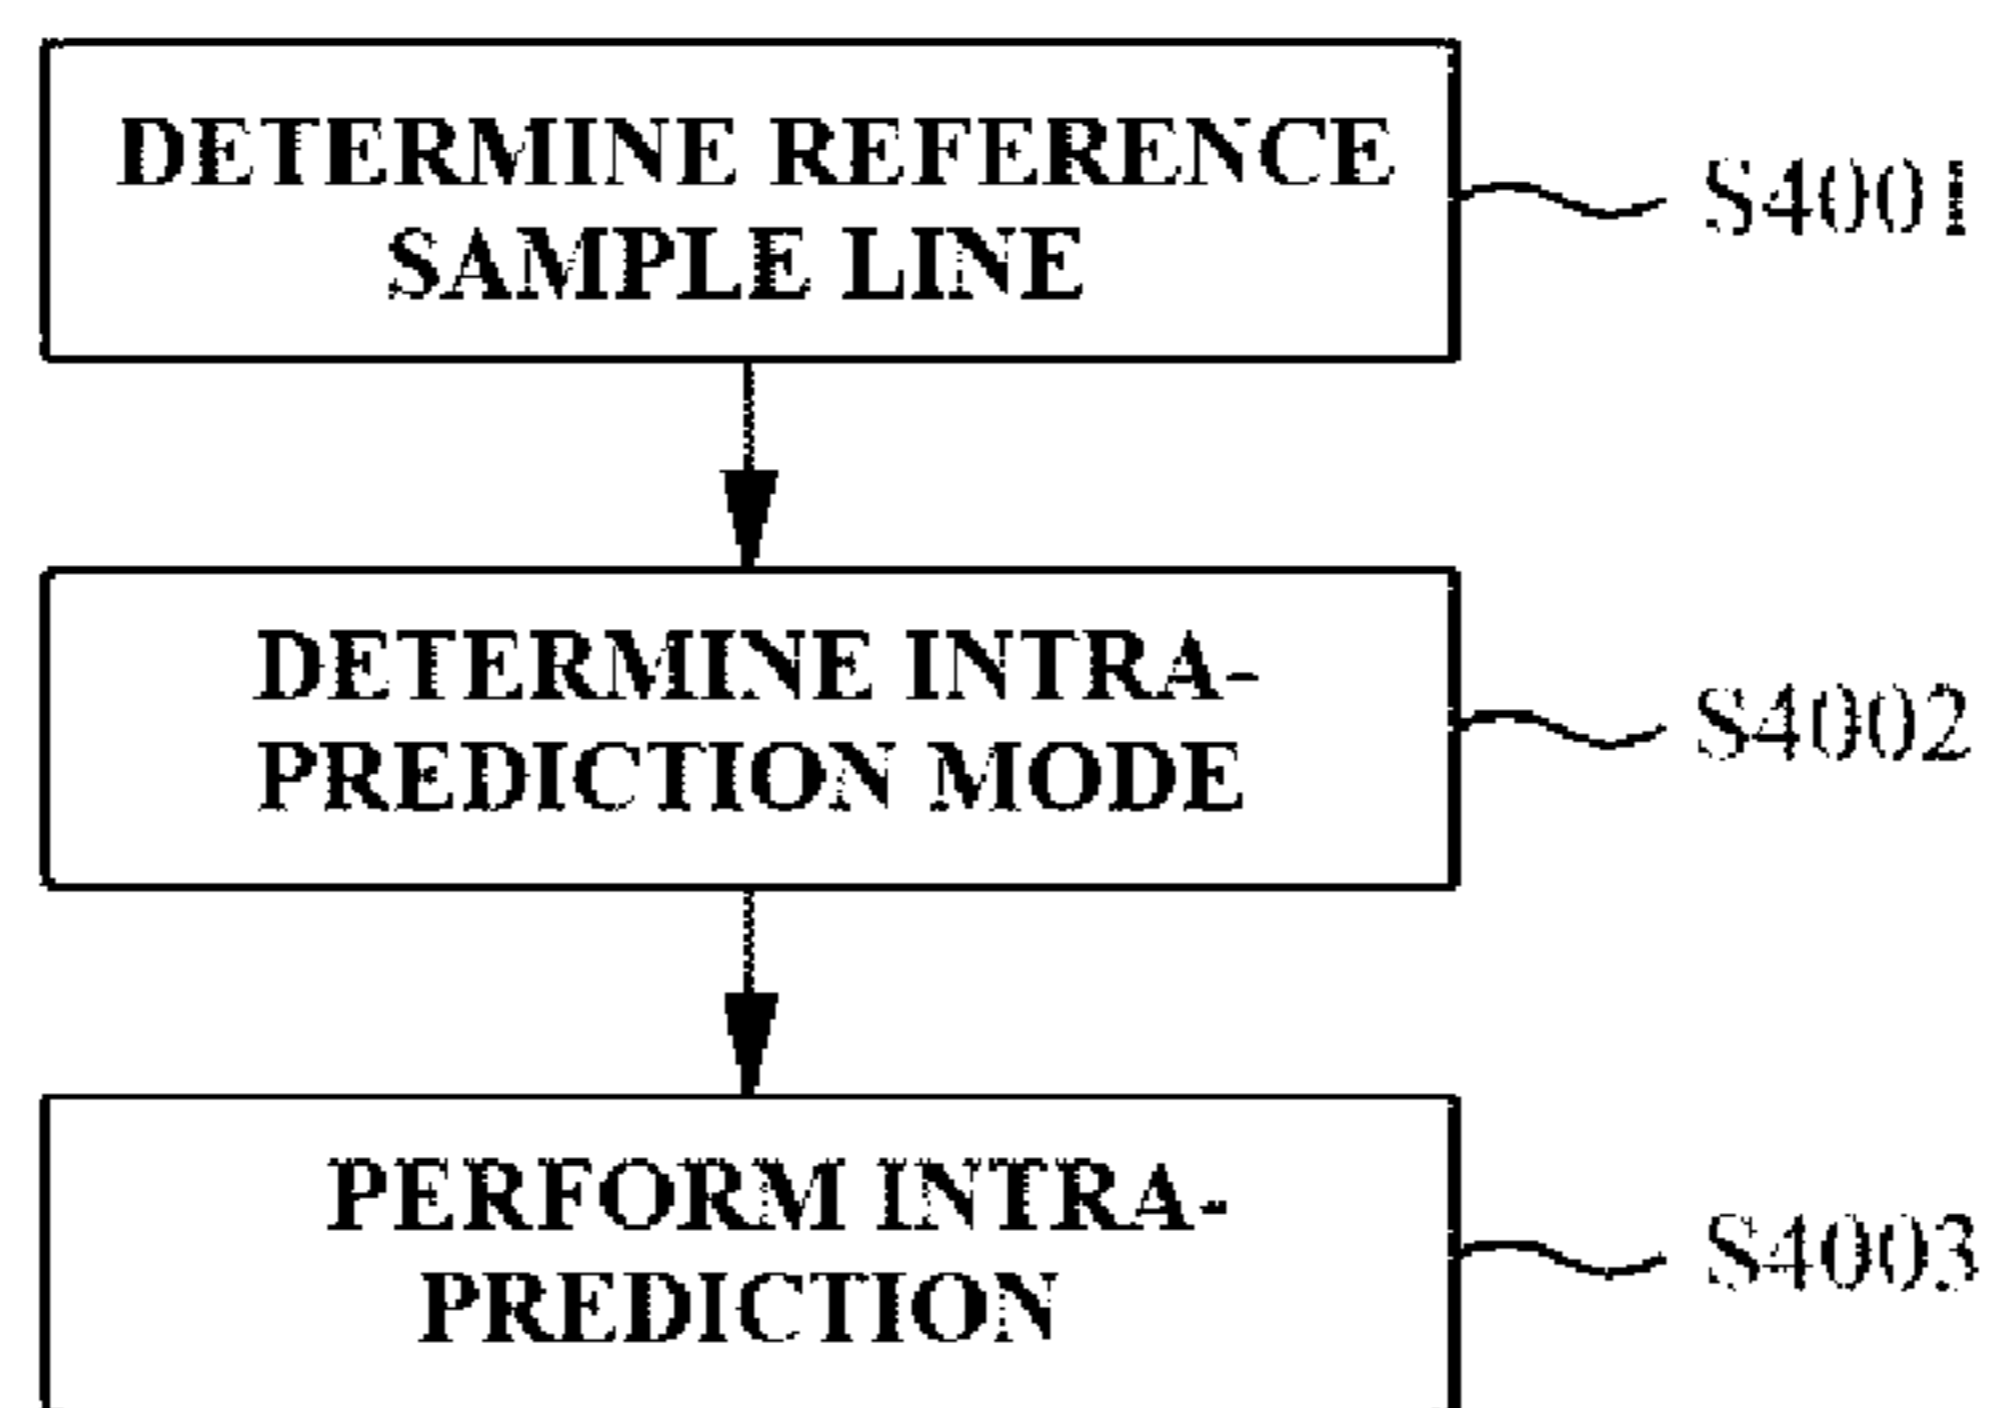 DETERMINE REFERENCE
SAMPLE LINE
S4001
DETERMINE INTRA-
PREDICTION MODE
S4002
PERFORM INTRA-
PREDICTION
S4003